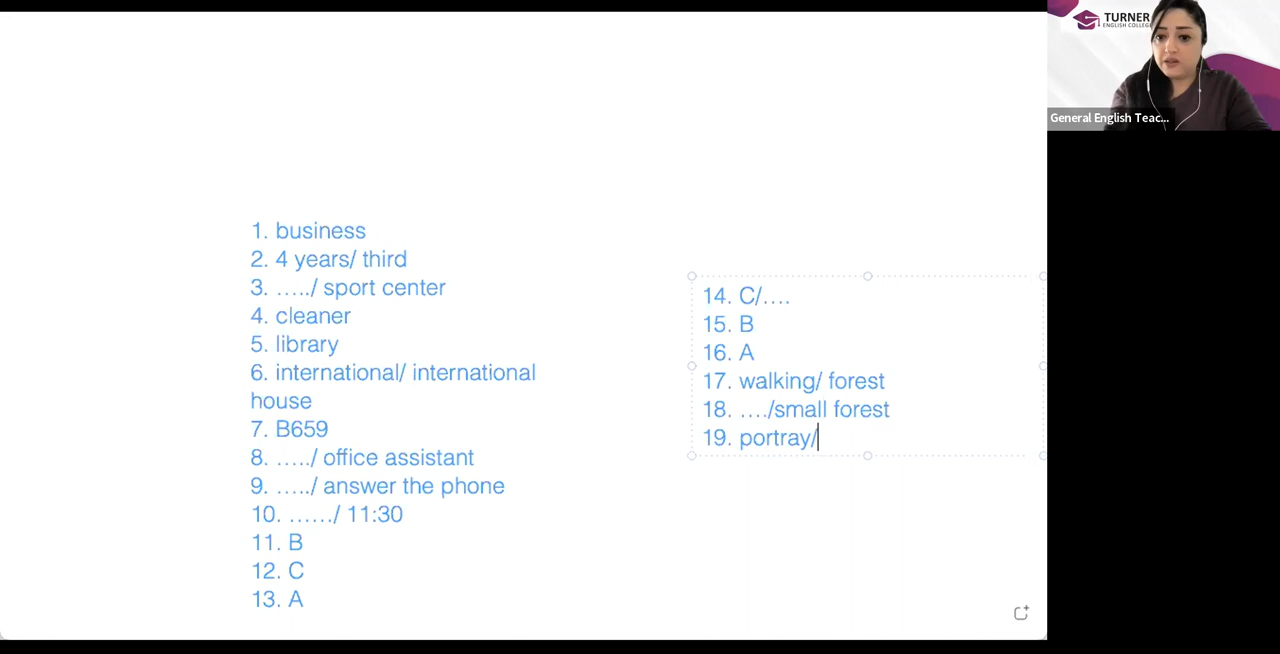 1. business
2. 4 years/ third
3. …../ sport center
4. cleaner
5. library
6. international/ international
house
7. B659
8. …../ office assistant
9. …../ answer the phone
10. ……/ 11:30
11. B
12. C
13. A
14. C/….
15. B
16. A
17. walking/ forest
18. …./small forest
19. portray/
TURNER
ENGLISH COLLEGE
General English Teac...